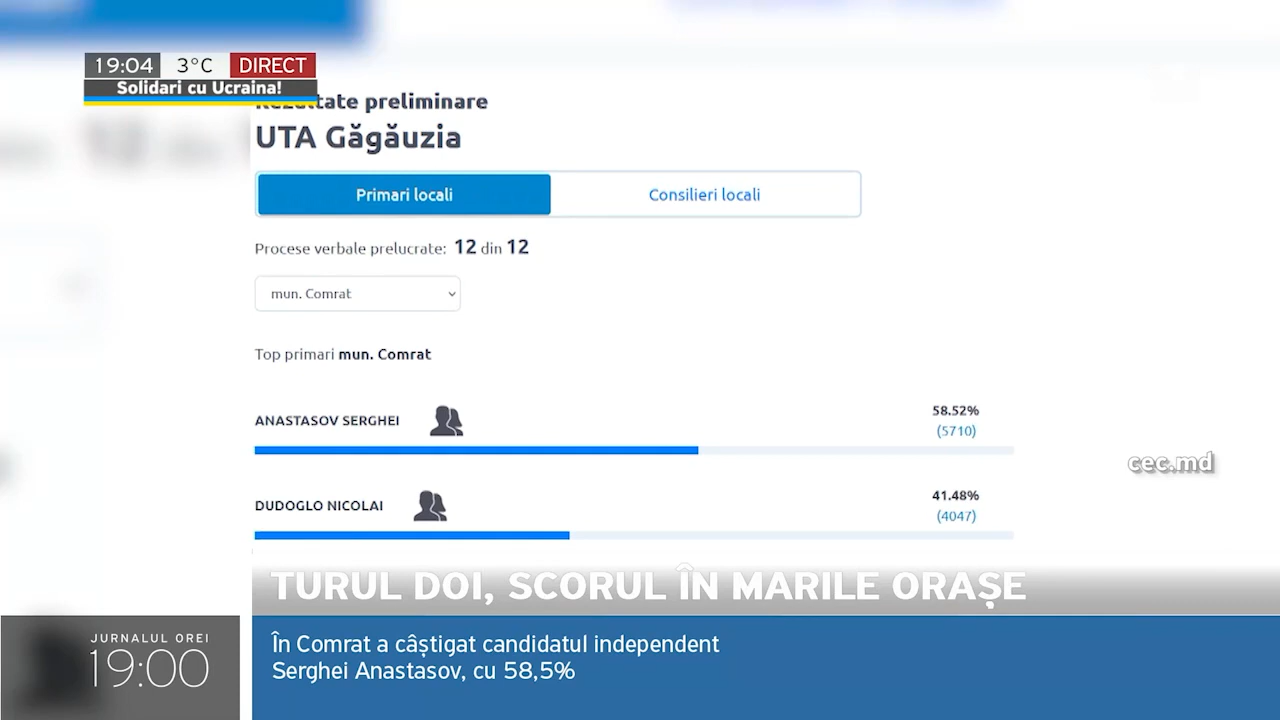 19:04 3°C DIRECT
Solidari cu Ucraina!
Rezultate preliminare
UTA Găgăuzia
Primari locali Consilieri locali
Procese verbale prelucrate: 12 din 12
mun. Comrat
Top primari mun. Comrat
ANASTASOV SERGHEI 58.52%
(5710)
cec.md
DUDOGLO NICOLAI 41.48%
(4047)
TURUL DOI, SCORUL ÎN MARILE ORAȘE
JURNALUL OREI
19:00
În Comrat a câștigat candidatul independent
Serghei Anastasov, cu 58,5%